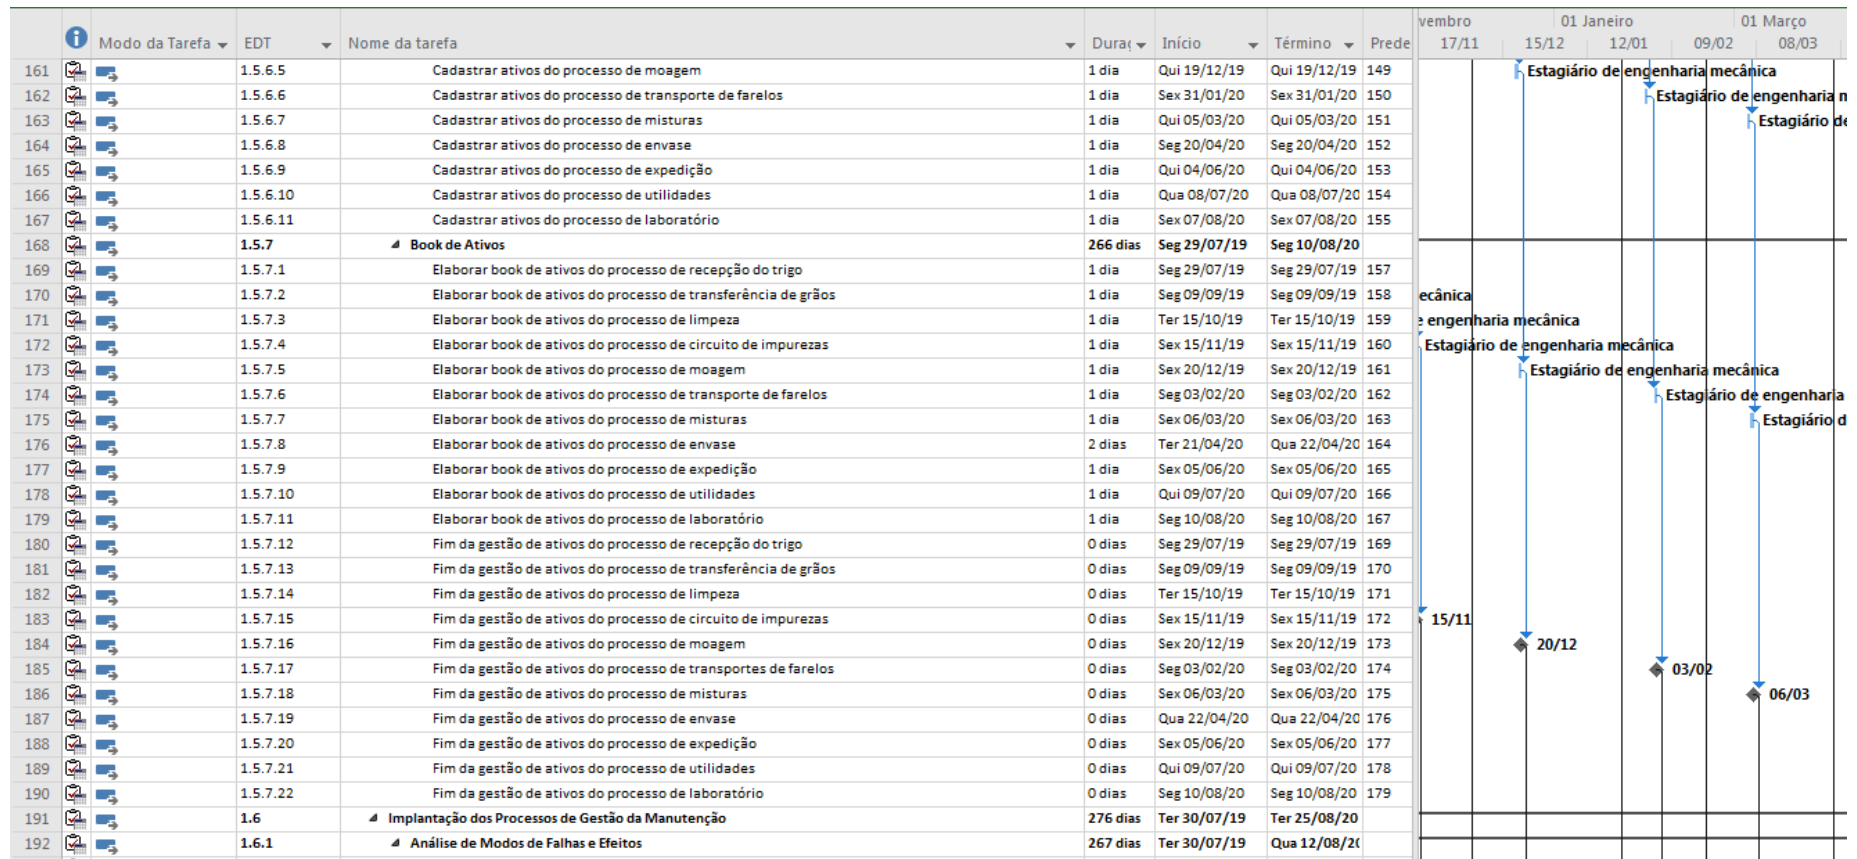 vembro 01 Janeiro 01 Março
Modo da Tarefa EDT Nome da tarefa Duraç Início Término Prede 17/11 15/12 12/01 09/02 08/03
161 1.5.6.5 Cadastrar ativos do processo de moagem 1 dia Qui 19/12/19 Qui 19/12/19 149 Estagiário de engenharia mecânica
162 1.5.6.6 Cadastrar ativos do processo de transporte de farelos 1 dia Sex 31/01/20 Sex 31/01/20 150 Estagiário de engenharia m
163 1.5.6.7 Cadastrar ativos do processo de misturas 1 dia Qui 05/03/20 Qui 05/03/20 151 Estagiário de
164 1.5.6.8 Cadastrar ativos do processo de envase 1 dia Seg 20/04/20 Seg 20/04/20 152
165 1.5.6.9 Cadastrar ativos do processo de expedição 1 dia Qui 04/06/20 Qui 04/06/20 153
166 1.5.6.10 Cadastrar ativos do processo de utilidades 1 dia Qua 08/07/20 Qua 08/07/20 154
167 1.5.6.11 Cadastrar ativos do processo de laboratório 1 dia Sex 07/08/20 Sex 07/08/20 155
168 1.5.7 Book de Ativos 266 dias Seg 29/07/19 Seg 10/08/20
169 1.5.7.1 Elaborar book de ativos do processo de recepção do trigo 1 dia Seg 29/07/19 Seg 29/07/19 157
170 1.5.7.2 Elaborar book de ativos do processo de transferência de grãos 1 dia Seg 09/09/19 Seg 09/09/19 158 ecânica
171 1.5.7.3 Elaborar book de ativos do processo de limpeza 1 dia Ter 15/10/19 Ter 15/10/19 159 e engenharia mecânica
172 1.5.7.4 Elaborar book de ativos do processo de circuito de impurezas 1 dia Sex 15/11/19 Sex 15/11/19 160 Estagiário de engenharia mecânica
173 1.5.7.5 Elaborar book de ativos do processo de moagem 1 dia Sex 20/12/19 Sex 20/12/19 161 Estagiário de engenharia mecânica
174 1.5.7.6 Elaborar book de ativos do processo de transporte de farelos 1 dia Seg 03/02/20 Seg 03/02/20 162 Estagiário de engenharia
175 1.5.7.7 Elaborar book de ativos do processo de misturas 1 dia Sex 06/03/20 Sex 06/03/20 163 Estagiário d
176 1.5.7.8 Elaborar book de ativos do processo de envase 2 dias Ter 21/04/20 Qua 22/04/20 164
177 1.5.7.9 Elaborar book de ativos do processo de expedição 1 dia Sex 05/06/20 Sex 05/06/20 165
178 1.5.7.10 Elaborar book de ativos do processo de utilidades 1 dia Qui 09/07/20 Qui 09/07/20 166
179 1.5.7.11 Elaborar book de ativos do processo de laboratório 1 dia Seg 10/08/20 Seg 10/08/20 167
180 1.5.7.12 Fim da gestão de ativos do processo de recepção do trigo 0 dias Seg 29/07/19 Seg 29/07/19 169
181 1.5.7.13 Fim da gestão de ativos do processo de transferência de grãos 0 dias Seg 09/09/19 Seg 09/09/19 170
182 1.5.7.14 Fim da gestão de ativos do processo de limpeza 0 dias Ter 15/10/19 Ter 15/10/19 171
183 1.5.7.15 Fim da gestão de ativos do processo de circuito de impurezas 0 dias Sex 15/11/19 Sex 15/11/19 172 15/11
184 1.5.7.16 Fim da gestão de ativos do processo de moagem 0 dias Sex 20/12/19 Sex 20/12/19 173 20/12
185 1.5.7.17 Fim da gestão de ativos do processo de transportes de farelos 0 dias Seg 03/02/20 Seg 03/02/20 174 03/02
186 1.5.7.18 Fim da gestão de ativos do processo de misturas 0 dias Sex 06/03/20 Sex 06/03/20 175 06/03
187 1.5.7.19 Fim da gestão de ativos do processo de envase 0 dias Qua 22/04/20 Qua 22/04/20 176
188 1.5.7.20 Fim da gestão de ativos do processo de expedição 0 dias Sex 05/06/20 Sex 05/06/20 177
189 1.5.7.21 Fim da gestão de ativos do processo de utilidades 0 dias Qui 09/07/20 Qui 09/07/20 178
190 1.5.7.22 Fim da gestão de ativos do processo de laboratório 0 dias Seg 10/08/20 Seg 10/08/20 179
191 1.6 Implantação dos Processos de Gestão da Manutenção 276 dias Ter 30/07/19 Ter 25/08/20
192 1.6.1 Análise de Modos de Falhas e Efeitos 267 dias Ter 30/07/19 Qua 12/08/20